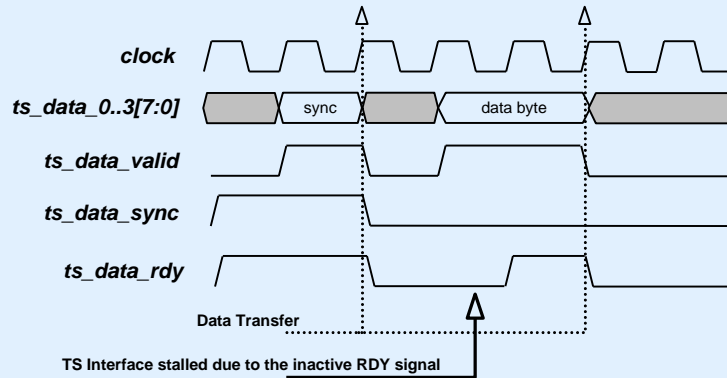 clock
ts_data_0..3[7:0]
sync
data byte
ts_data_valid
ts_data_sync
ts_data_rdy
Data Transfer
TS Interface stalled due to the inactive RDY signal